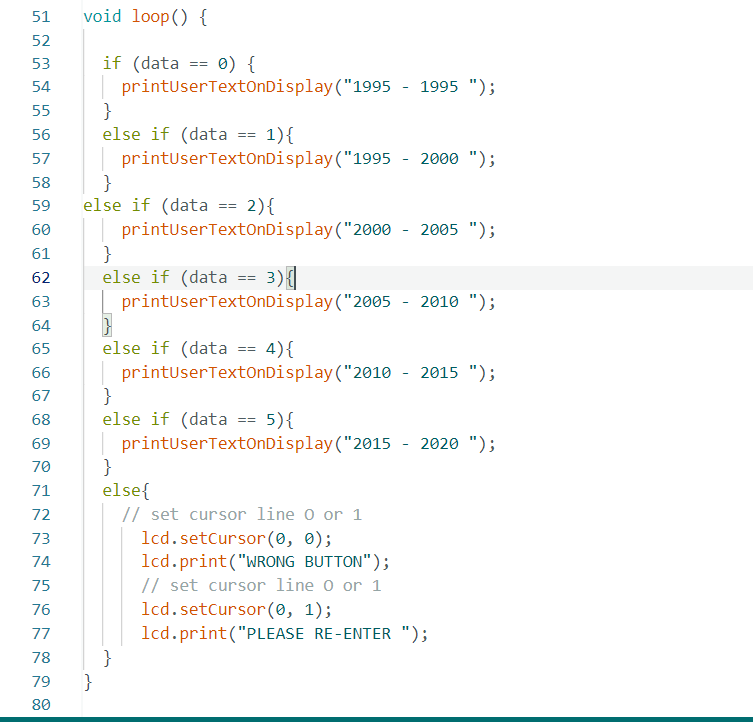 51 void loop() {
52
53 if (data == 0) {
54 printUserTextOnDisplay("1995 - 1995 ");
55 }
56 else if (data == 1){
57 printUserTextOnDisplay("1995 - 2000 ");
58 }
59 else if (data == 2){
60 printUserTextOnDisplay("2000 - 2005 ");
61 }
62 else if (data == 3){
63 printUserTextOnDisplay("2005 - 2010 ");
64 }
65 else if (data == 4){
66 printUserTextOnDisplay("2010 - 2015 ");
67 }
68 else if (data == 5){
69 printUserTextOnDisplay("2015 - 2020 ");
70 }
71 else{
72 // set cursor line O or 1
73 lcd.setCursor(0, 0);
74 lcd.print("WRONG BUTTON");
75 // set cursor line O or 1
76 lcd.setCursor(0, 1);
77 lcd.print("PLEASE RE-ENTER ");
78 }
79 }
80